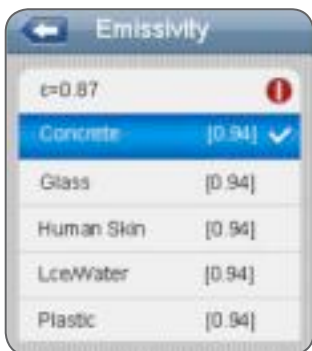 Emissivity
ε=0.87
Concrete [0.94]
Glass [0.94]
Human Skin [0.94]
Lce/Water [0.94]
Plastic [0.94]